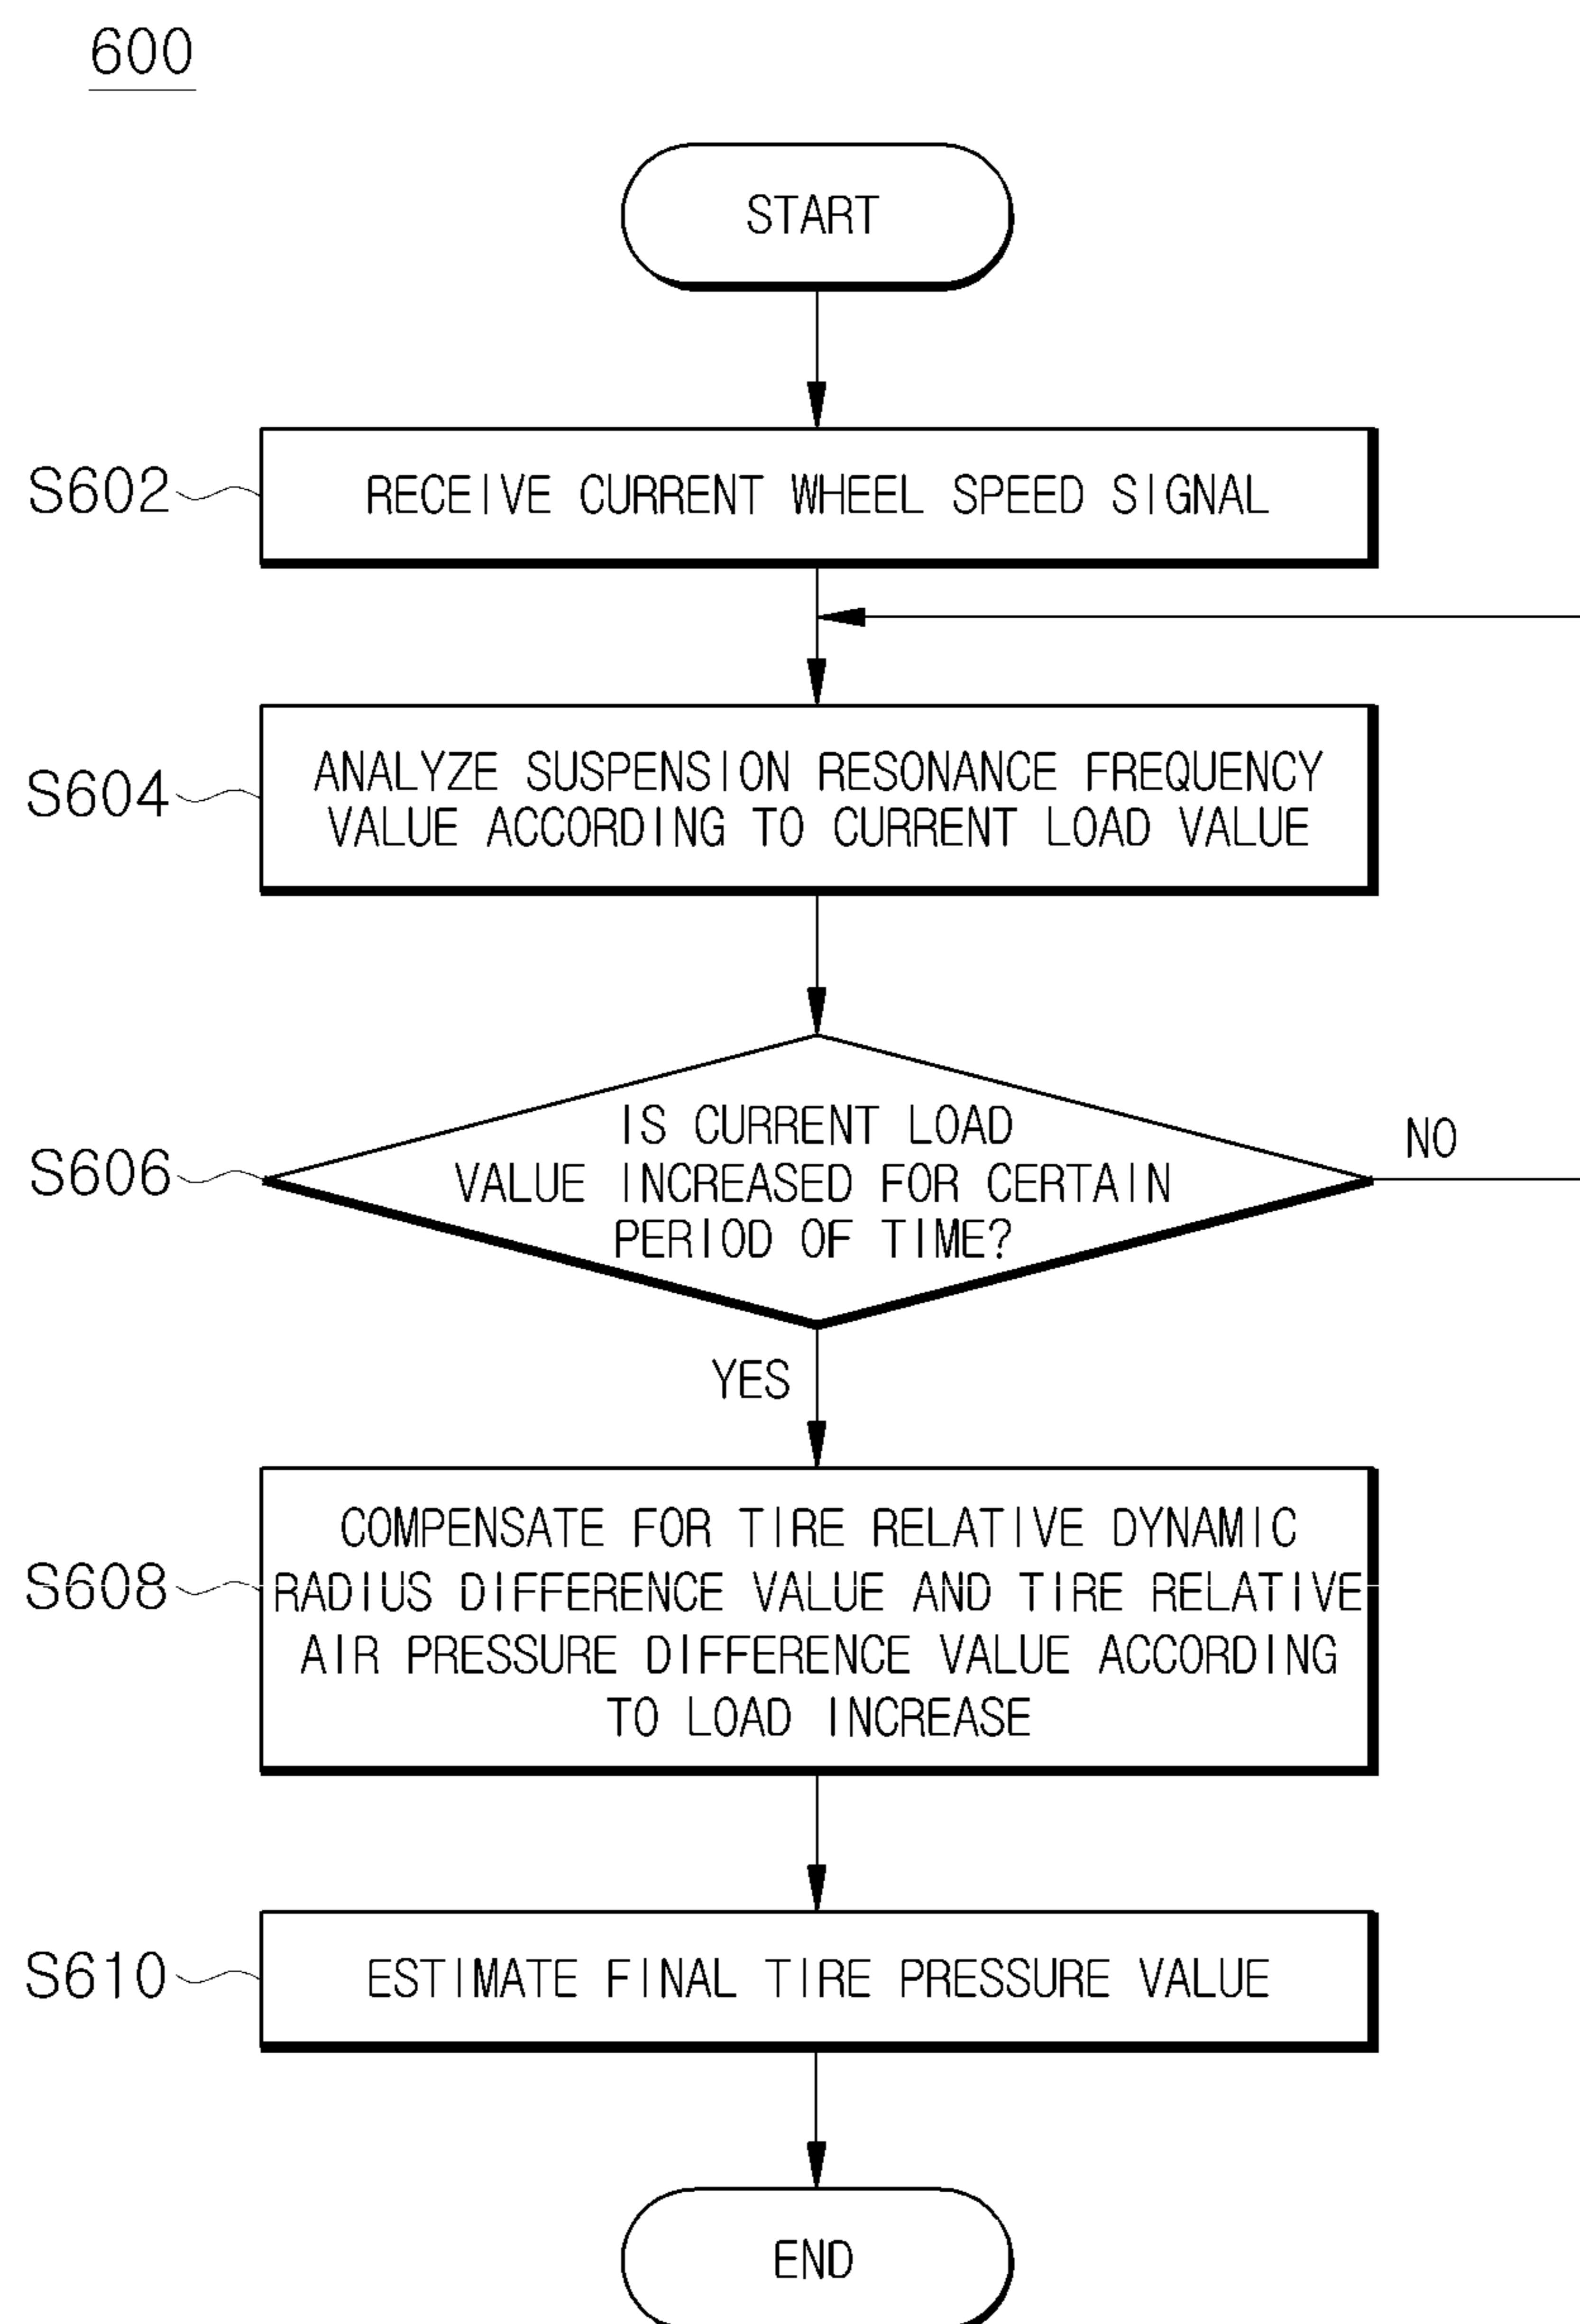 600
START
S602
RECEIVE CURRENT WHEEL SPEED SIGNAL
S604
ANALYZE SUSPENSION RESONANCE FREQUENCY
VALUE ACCORDING TO CURRENT LOAD VALUE
S606
IS CURRENT LOAD
VALUE INCREASED FOR CERTAIN
PERIOD OF TIME?
NO
YES
S608
COMPENSATE FOR TIRE RELATIVE DYNAMIC
RADIUS DIFFERENCE VALUE AND TIRE RELATIVE
AIR PRESSURE DIFFERENCE VALUE ACCORDING
TO LOAD INCREASE
S610
ESTIMATE FINAL TIRE PRESSURE VALUE
END